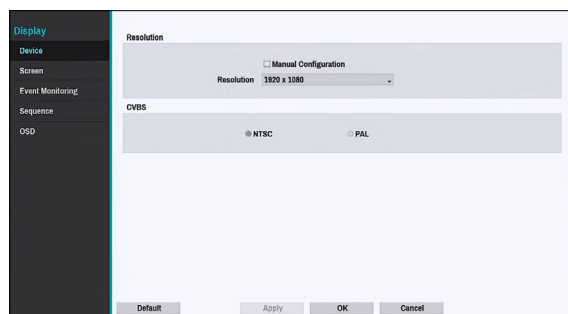 Display
Device
Screen
Event Monitoring
Sequence
OSD
Resolution
Manual Configuration
Resolution 1920 x 1080
CVBS
NTSC PAL
Default Apply OK Cancel